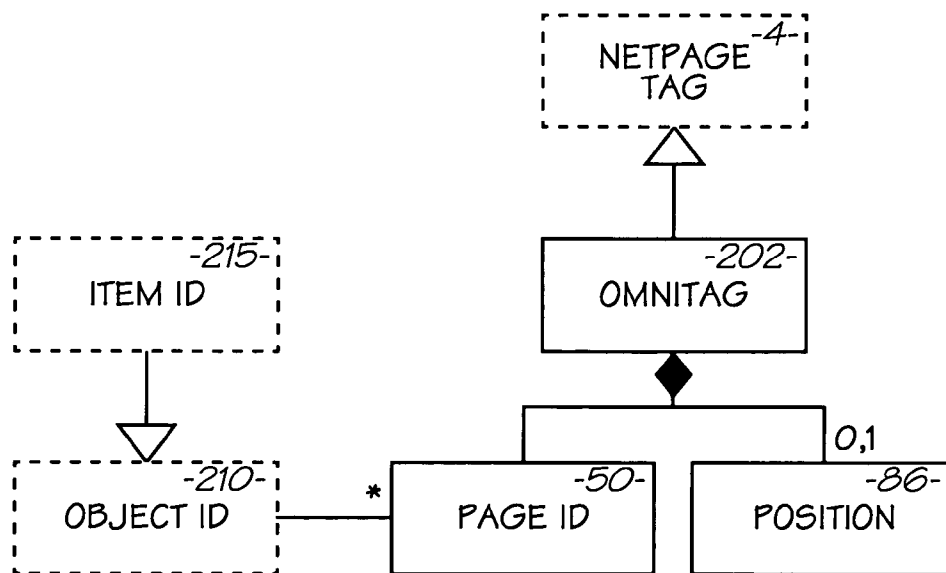 -4-
NETPAGE
TAG
-215-
ITEM ID
-202-
OMNITAG
0,1
-210-
OBJECT ID
*
-50-
PAGE ID
-86-
POSITION